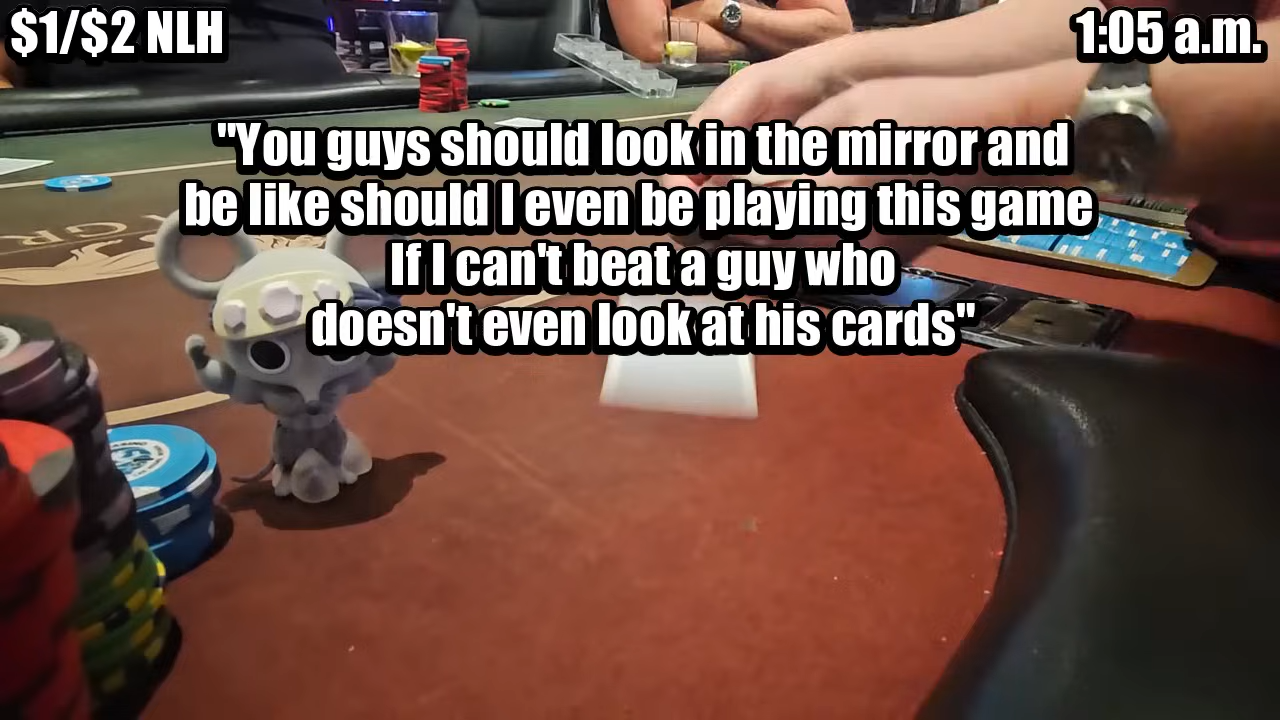 $1/$2 NLH
1:05 a.m.
"You guys should look in the mirror and
be like should I even be playing this game
If I can't beat a guy who
doesn't even look at his cards"
GR